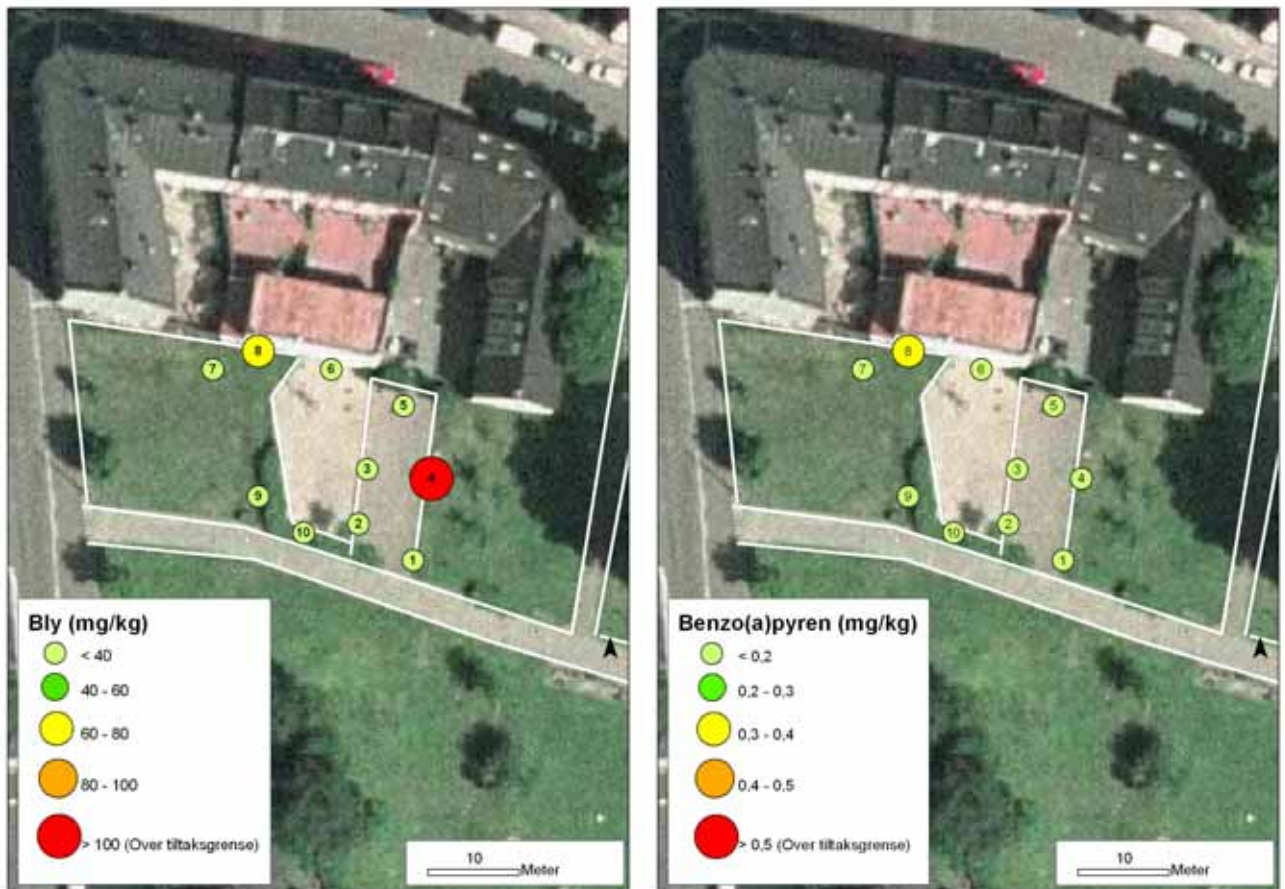 8
7
6
5
3
4
9
2
10
1
Bly (mg/kg)
< 40
40 - 60
60 - 80
80 - 100
> 100 (Over tiltaksgrense)
10
Meter
8
7
6
5
3
4
9
2
10
1
Benzo(a)pyren (mg/kg)
< 0,2
0,2 - 0,3
0,3 - 0,4
0,4 - 0,5
> 0,5 (Over tiltaksgrense)
10
Meter